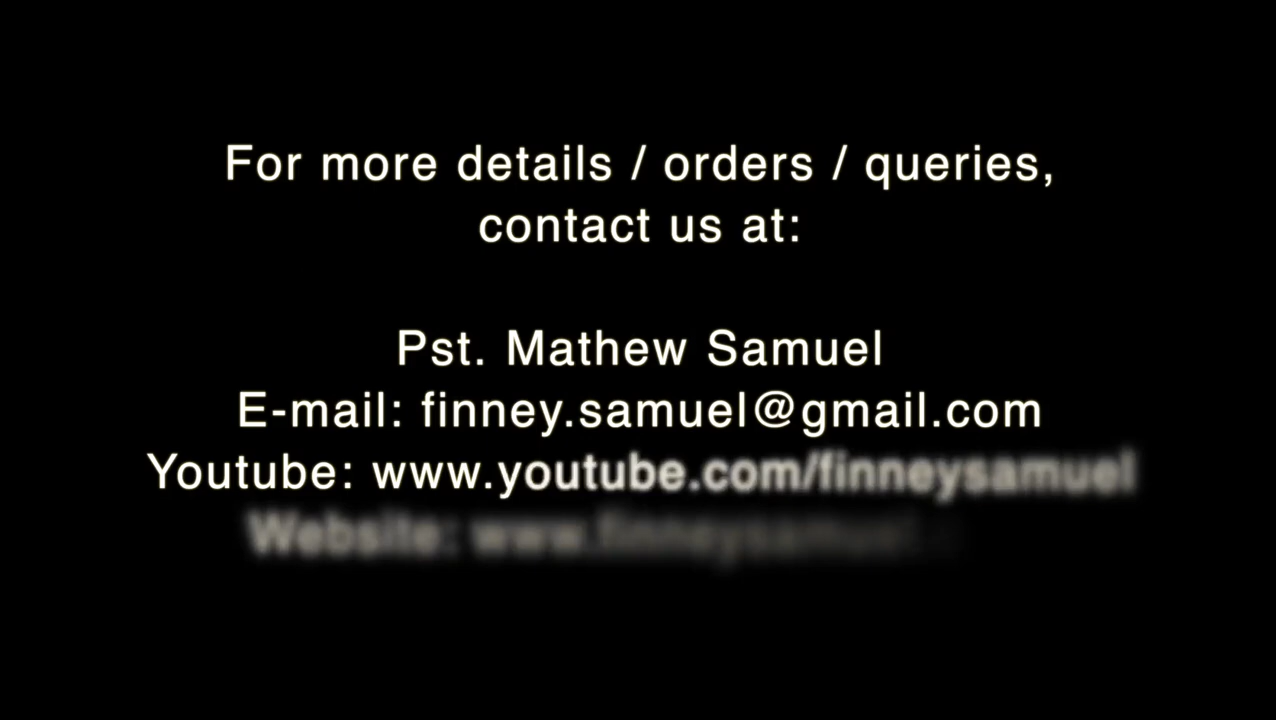 For more details / orders / queries,
contact us at:
Pst. Mathew Samuel
E-mail: finney.samuel@gmail.com
Youtube: www.youtube.com/finneysamuel
Website: